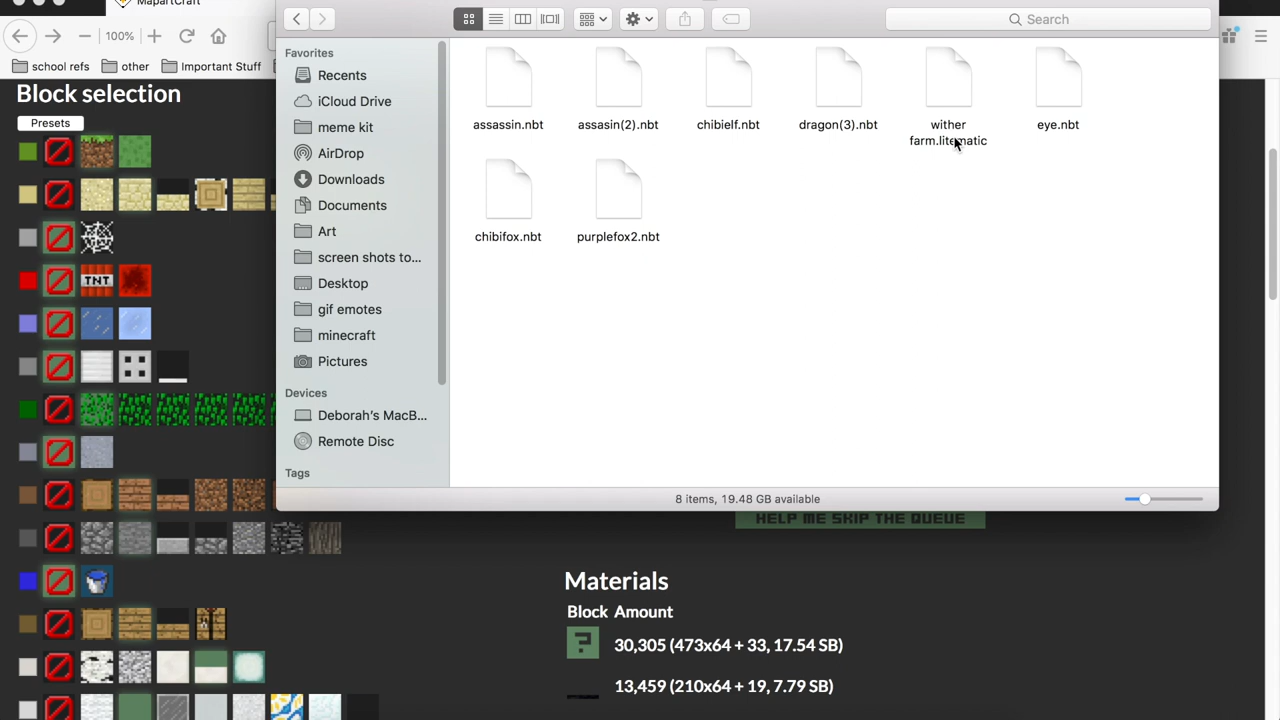 MapartCraft
100%
Search
school refs
other
Important Stuff
Block selection
Presets
Favorites
Recents
iCloud Drive
meme kit
AirDrop
Downloads
Documents
Art
screen shots to...
Desktop
gif emotes
minecraft
Pictures
Devices
Deborah's MacB...
Remote Disc
Tags
assassin.nbt
assasin(2).nbt
chibielf.nbt
dragon(3).nbt
wither
farm.litematic
eye.nbt
chibifox.nbt
purplefox2.nbt
8 items, 19.48 GB available
TNT
HELP ME SKIP THE QUEUE
Materials
Block Amount
30,305 (473x64 + 33, 17.54 SB)
13,459 (210x64 + 19, 7.79 SB)